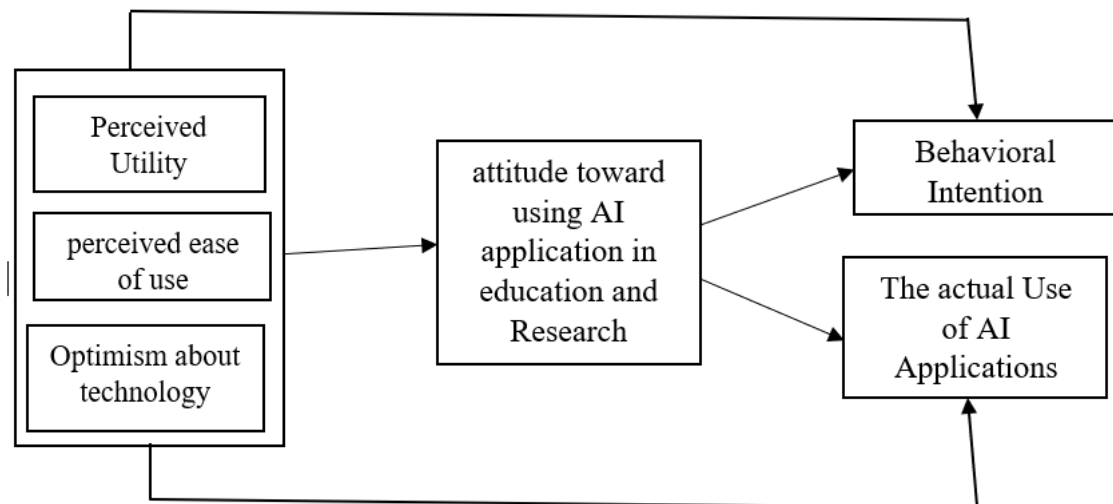 Perceived
Utility
perceived ease
of use
Optimism about
technology
attitude toward
using AI
application in
education and
Research
Behavioral
Intention
The actual Use
of AI
Applications